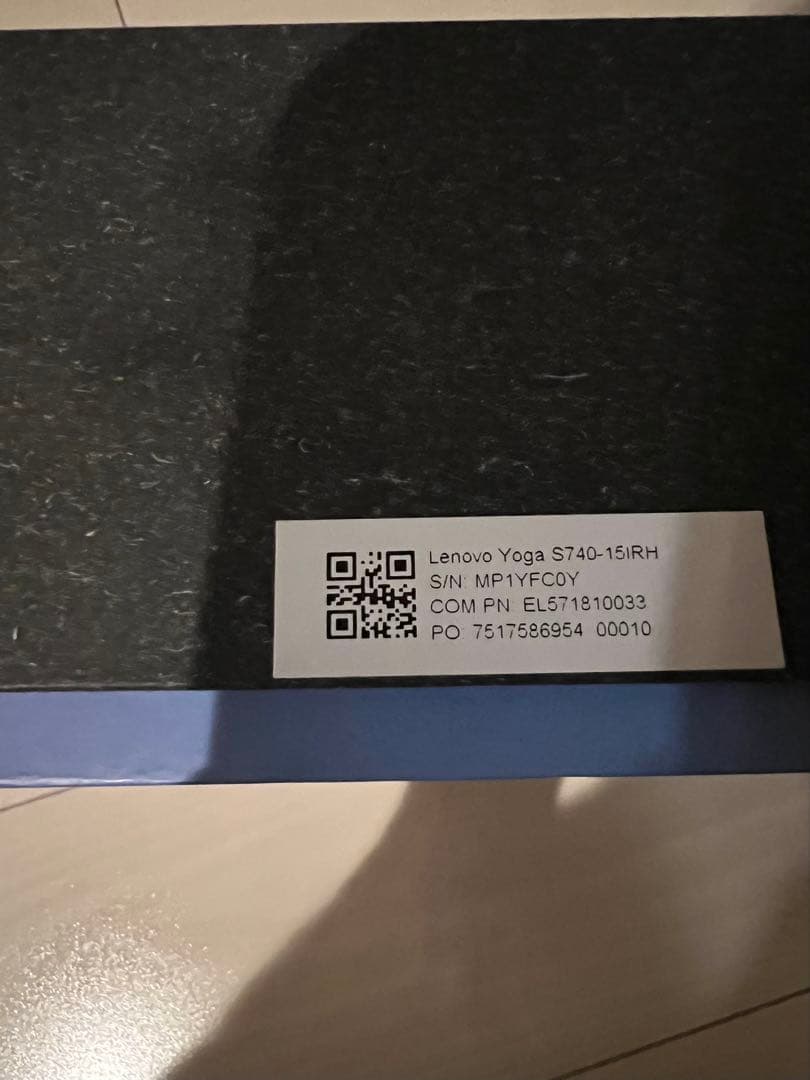 Lenovo Yoga S740-15IRH
S/N: MP1YFC0Y
COM PN: EL571810033
PO: 7517586954 00010